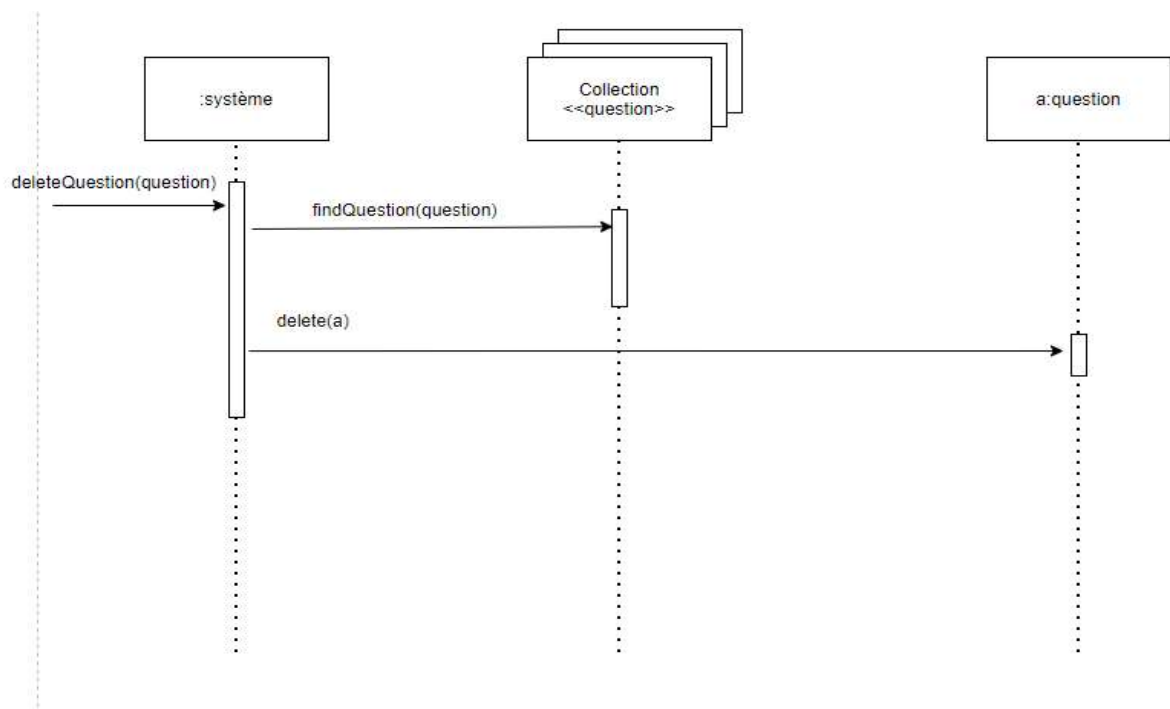 :système
Collection
<<question>>
a:question
deleteQuestion(question)
findQuestion(question)
delete(a)